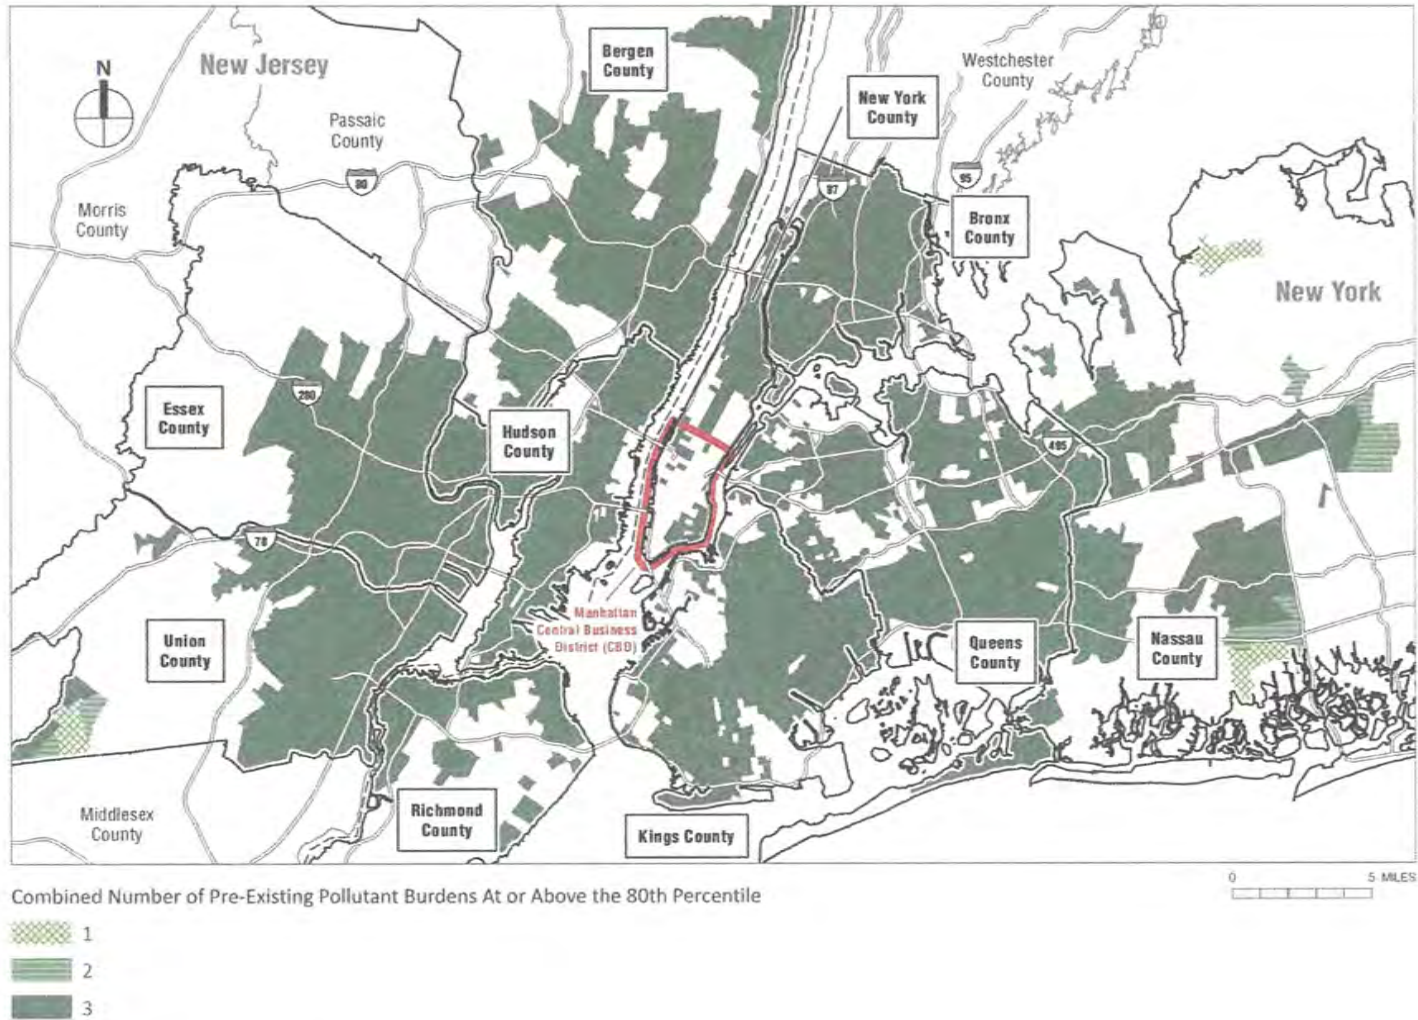 N
New Jersey
Bergen
County
Westchester
County
New York
County
Passaic
County
80
87
95
Morris
County
Bronx
County
New York
280
Essex
County
Hudson
County
495
78
Manhattan
Central Business
District (CBD)
Union
County
Queens
County
Nassau
County
Middlesex
County
Richmond
County
Kings County
0 5 MILES
Combined Number of Pre-Existing Pollutant Burdens At or Above the 80th Percentile
1
2
3